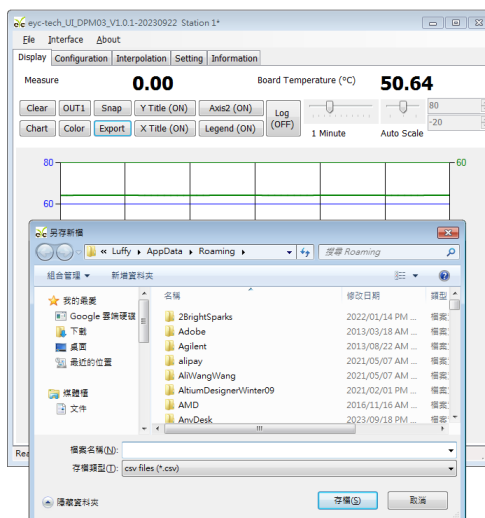 eyc-tech_UI_DPM03_V1.0.1-20230922 Station 1*
File Interface About
Display Configuration Interpolation Setting Information
Measure 0.00 Board Temperature (°C) 50.64
Clear OUT1 Snap Y Title (ON) Axis2 (ON) Log (OFF) 80
Chart Color Export X Title (ON) Legend (ON) 1 Minute Auto Scale -20
80 60
60
另存新檔
« Luffy AppData Roaming 搜尋 Roaming
組合管理 新增資料夾
名稱 修改日期 類型
我的最愛
Google 雲端硬碟 2BrightSparks 2022/01/14 PM ... 檔案
下載 Adobe 2013/03/18 AM ... 檔案
桌面 Agilent 2013/08/22 AM ... 檔案
最近的位置 alipay 2021/05/07 AM ... 檔案
AliWangWang 2021/05/07 AM ... 檔案
媒體櫃 AltiumDesignerWinter09 2021/02/01 PM ... 檔案
文件 AMD 2016/11/16 AM ... 檔案
AnyDesk 2023/09/18 PM ... 檔案
檔案名稱(N):
存檔類型(T): csv files (*.csv)
隱藏資料夾 存檔(S) 取消